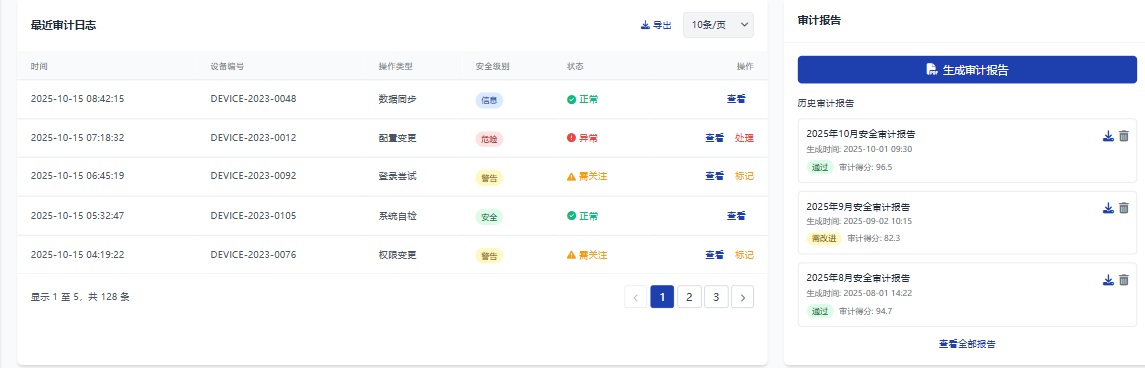 最近审计日志
导出 10条/页
时间 设备编号 操作类型 安全级别 状态 操作
2025-10-15 08:42:15 DEVICE-2023-0048 数据同步 信息 正常 查看
2025-10-15 07:18:32 DEVICE-2023-0012 配置变更 危险 异常 查看 处理
2025-10-15 06:45:19 DEVICE-2023-0092 登录尝试 警告 需关注 查看 标记
2025-10-15 05:32:47 DEVICE-2023-0105 系统自检 安全 正常 查看
2025-10-15 04:19:22 DEVICE-2023-0076 权限变更 警告 需关注 查看 标记
显示 1 至 5，共 128 条
1 2 3
审计报告
生成审计报告
历史审计报告
2025年10月安全审计报告
生成时间: 2025-10-01 09:30
通过 审计得分: 96.5
2025年9月安全审计报告
生成时间: 2025-09-02 10:15
需改进 审计得分: 82.3
2025年8月安全审计报告
生成时间: 2025-08-01 14:22
通过 审计得分: 94.7
查看全部报告